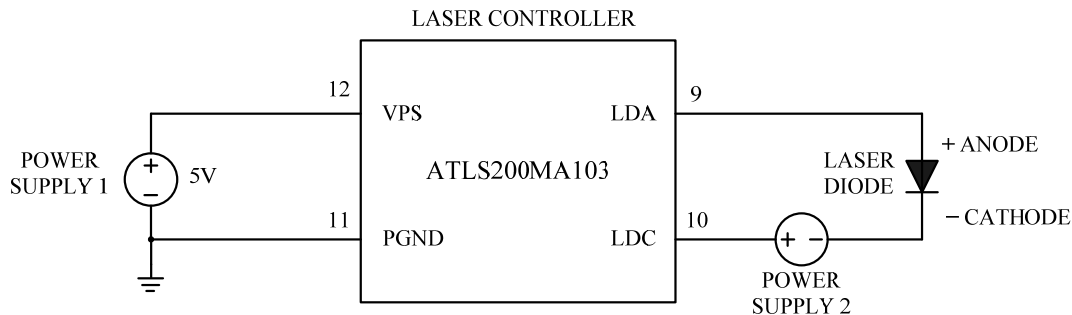 LASER CONTROLLER
12
VPS
LDA
9
POWER
SUPPLY 1
+
−
5V
ATLS200MA103
LASER
DIODE
+ ANODE
− CATHODE
11
PGND
LDC
10
+ -
POWER
SUPPLY 2